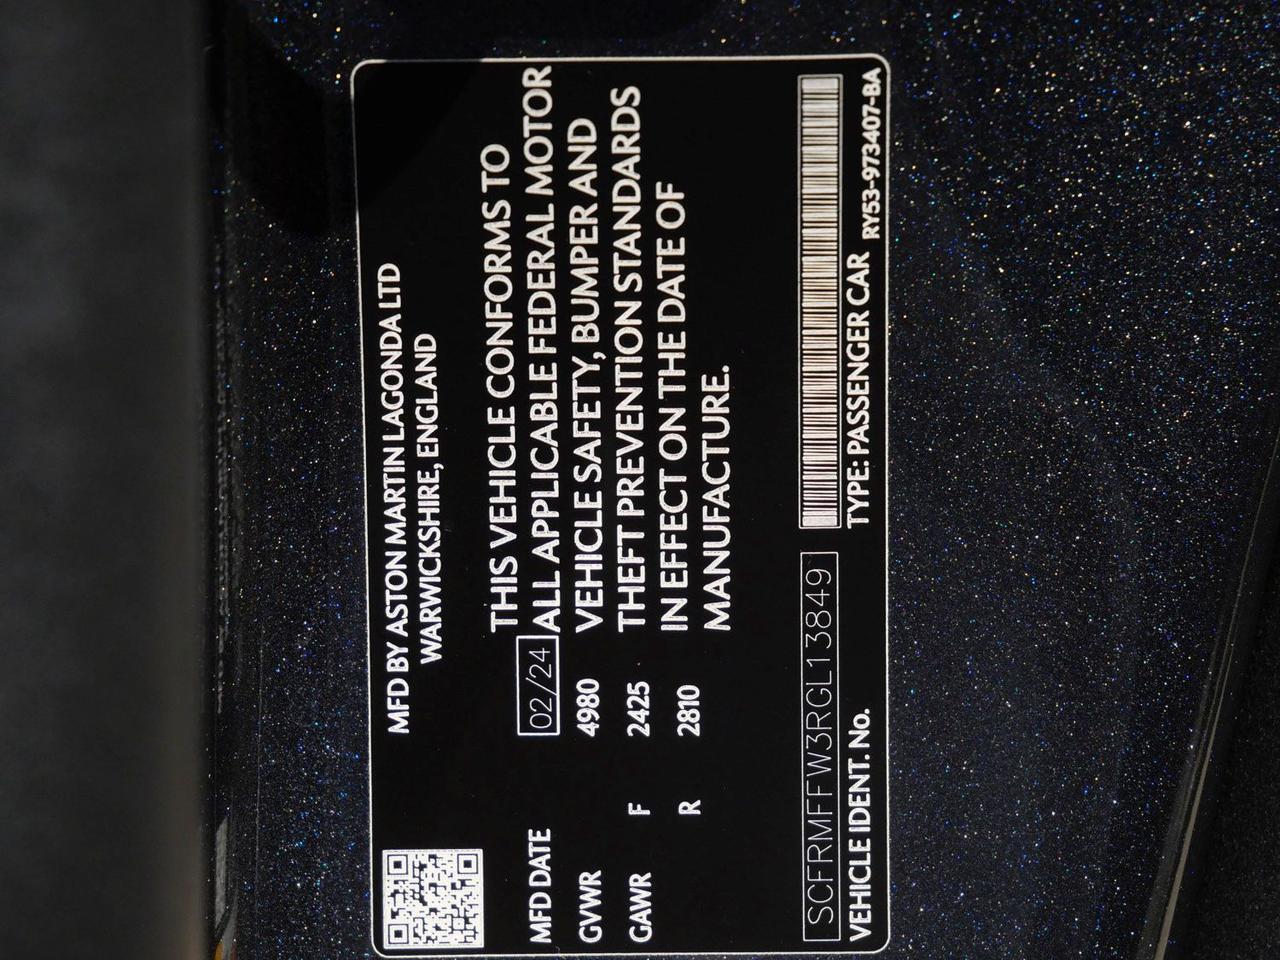 MFD BY ASTON MARTIN LAGONDA LTD
WARWICKSHIRE, ENGLAND
MFD DATE 02/24
GVWR 4980
GAWR F 2425
R 2810
THIS VEHICLE CONFORMS TO
ALL APPLICABLE FEDERAL MOTOR
VEHICLE SAFETY, BUMPER AND
THEFT PREVENTION STANDARDS
IN EFFECT ON THE DATE OF
MANUFACTURE.
SCFRMFFW3RGL13849
VEHICLE IDENT. No. TYPE: PASSENGER CAR
RY53-973407-BA